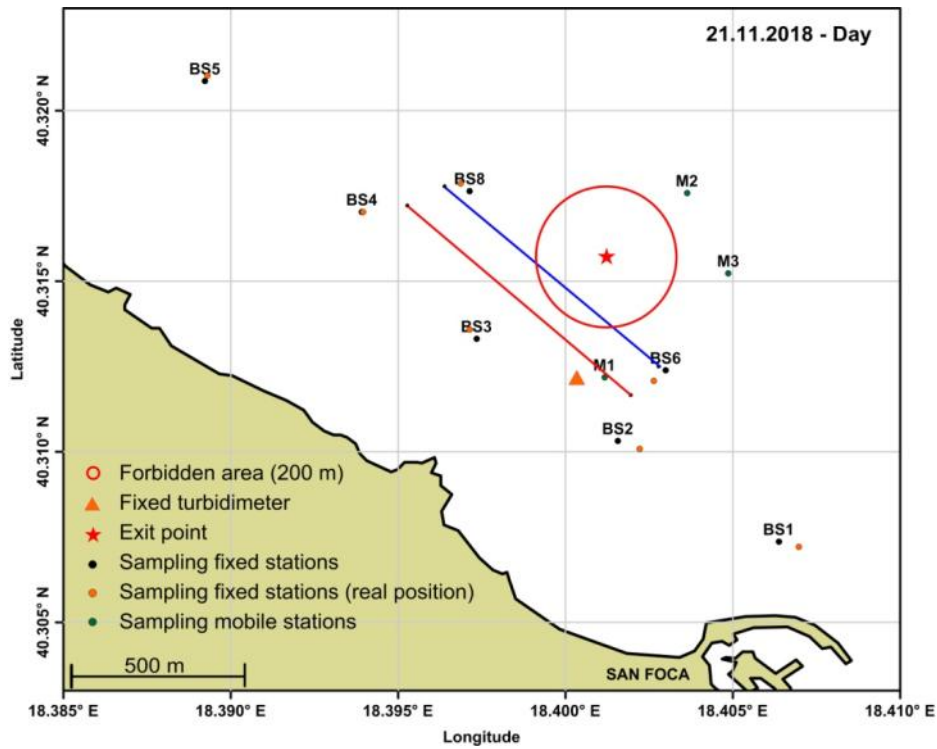 21.11.2018 - Day
BS5
40.320° N
BS8
M2
BS4
M3
40.315° N
BS3
BS6
M1
BS2
40.310° N
Latitude
Forbidden area (200 m)
Fixed turbidimeter
Exit point
BS1
Sampling fixed stations
Sampling fixed stations (real position)
Sampling mobile stations
40.305° N
500 m
SAN FOCA
18.385° E
18.390° E
18.395° E
18.400° E
18.405° E
18.410° E
Longitude